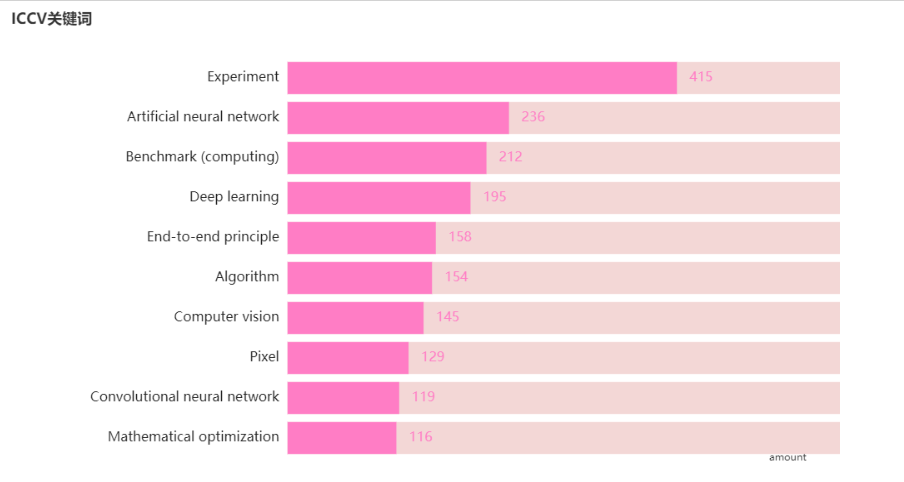 ICCV关键词
Experiment 415
Artificial neural network 236
Benchmark (computing) 212
Deep learning 195
End-to-end principle 158
Algorithm 154
Computer vision 145
Pixel 129
Convolutional neural network 119
Mathematical optimization 116
amount